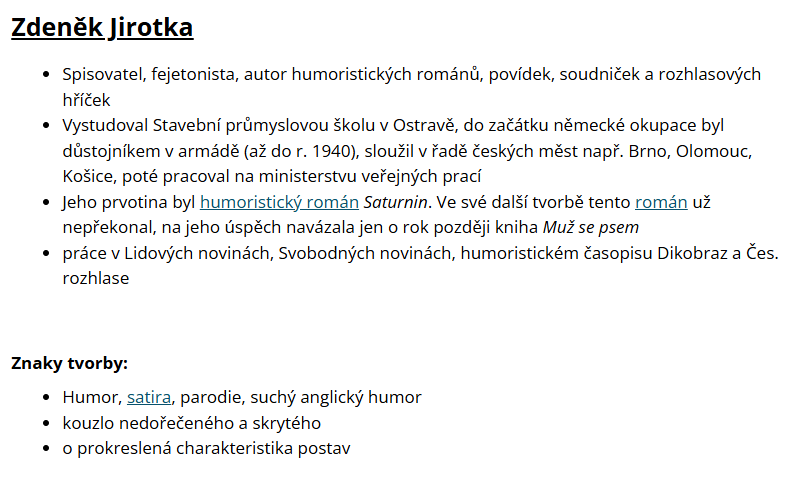 Zdeněk Jirotka
• Spisovatel, fejetonista, autor humoristických románů, povídek, soudniček a rozhlasových
hříček
• Vystudoval Stavební průmyslovou školu v Ostravě, do začátku německé okupace byl
důstojníkem v armádě (až do r. 1940), sloužil v řadě českých měst např. Brno, Olomouc,
Košice, poté pracoval na ministerstvu veřejných prací
• Jeho prvotina byl humoristický román Saturnin. Ve své další tvorbě tento román už
nepřekonal, na jeho úspěch navázala jen o rok později kniha Muž se psem
• práce v Lidových novinách, Svobodných novinách, humoristickém časopisu Dikobraz a Čes.
rozhlase
Znaky tvorby:
• Humor, satira, parodie, suchý anglický humor
• kouzlo nedořečeného a skrytého
• o prokreslená charakteristika postav